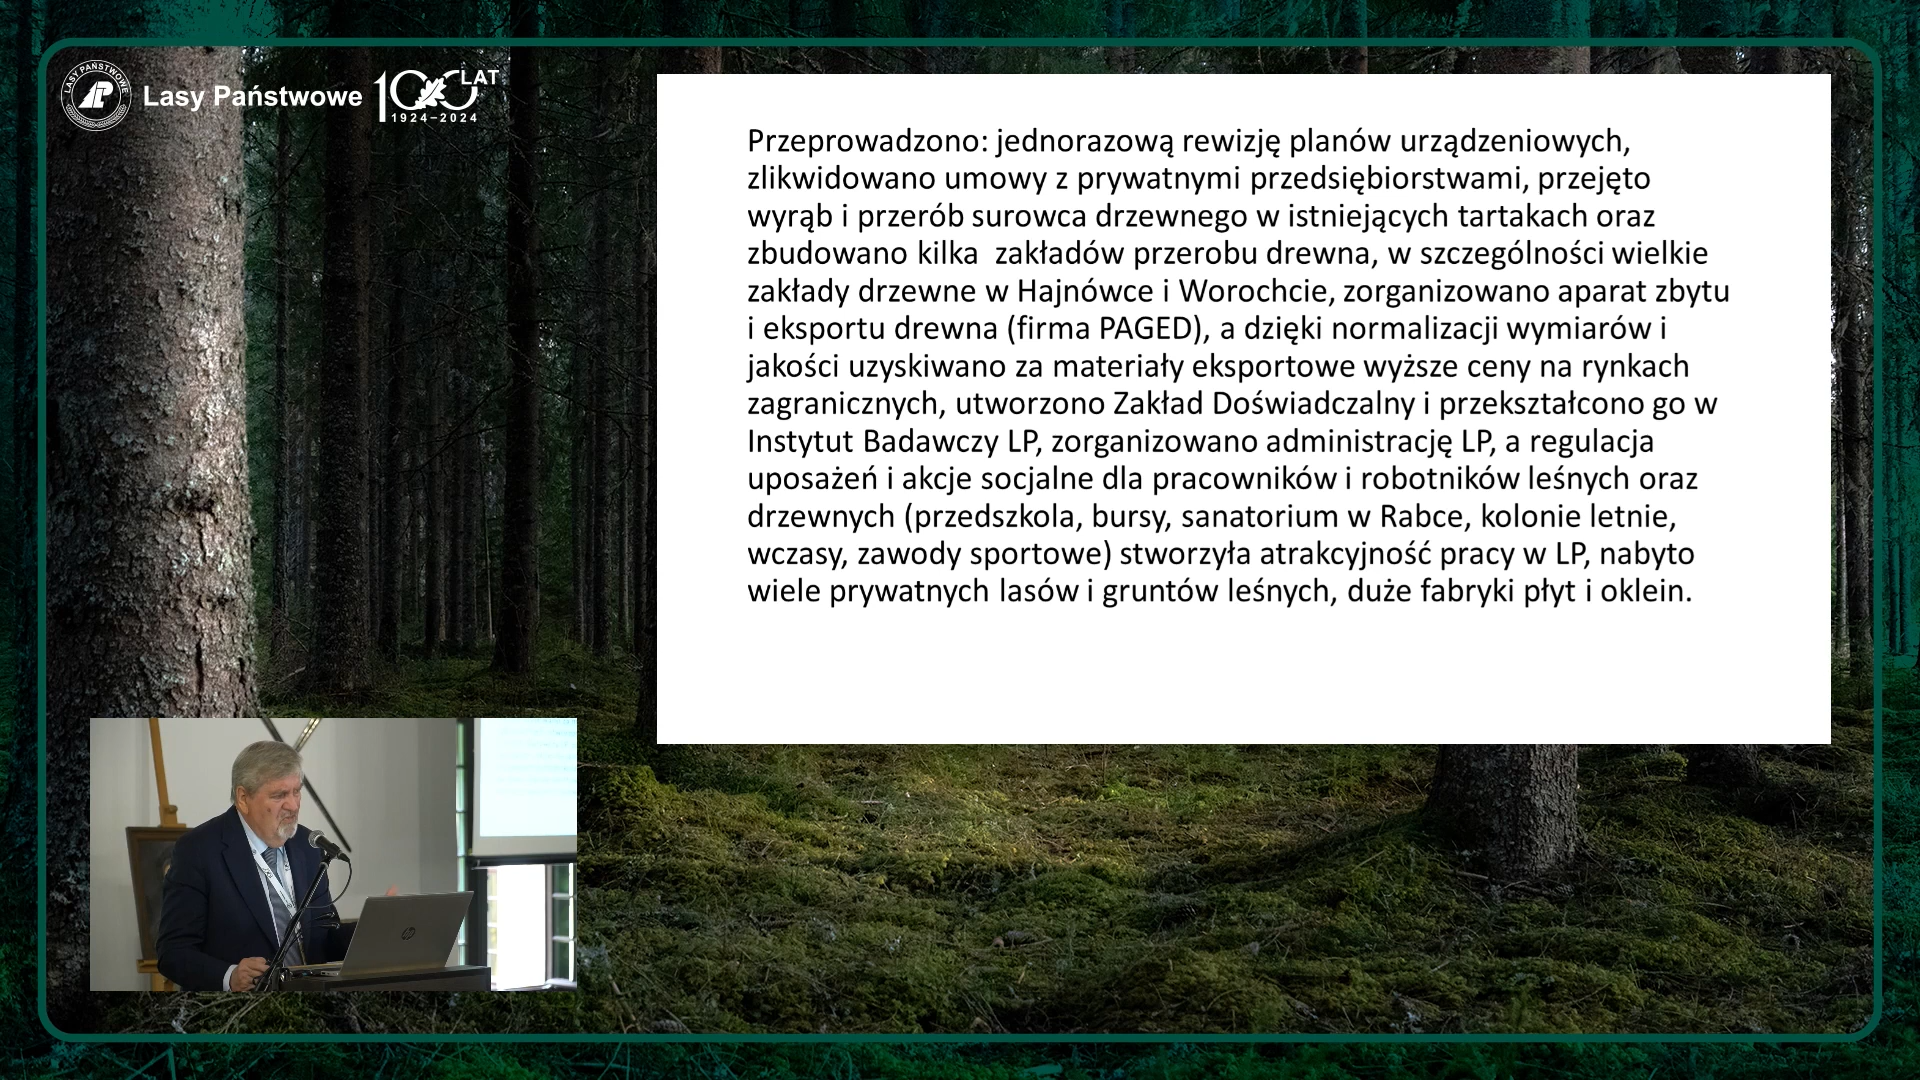 LASY PAŃSTWOWE
LP
Lasy Państwowe
100 LAT
1924–2024
Przeprowadzono: jednorazową rewizję planów urządzeniowych,
zlikwidowano umowy z prywatnymi przedsiębiorstwami, przejęto
wyrąb i przerób surowca drzewnego w istniejących tartakach oraz
zbudowano kilka  zakładów przerobu drewna, w szczególności wielkie
zakłady drzewne w Hajnówce i Worochcie, zorganizowano aparat zbytu
i eksportu drewna (firma PAGED), a dzięki normalizacji wymiarów i
jakości uzyskiwano za materiały eksportowe wyższe ceny na rynkach
zagranicznych, utworzono Zakład Doświadczalny i przekształcono go w
Instytut Badawczy LP, zorganizowano administrację LP, a regulacja
uposażeń i akcje socjalne dla pracowników i robotników leśnych oraz
drzewnych (przedszkola, bursy, sanatorium w Rabce, kolonie letnie,
wczasy, zawody sportowe) stworzyła atrakcyjność pracy w LP, nabyto
wiele prywatnych lasów i gruntów leśnych, duże fabryki płyt i oklein.
hp